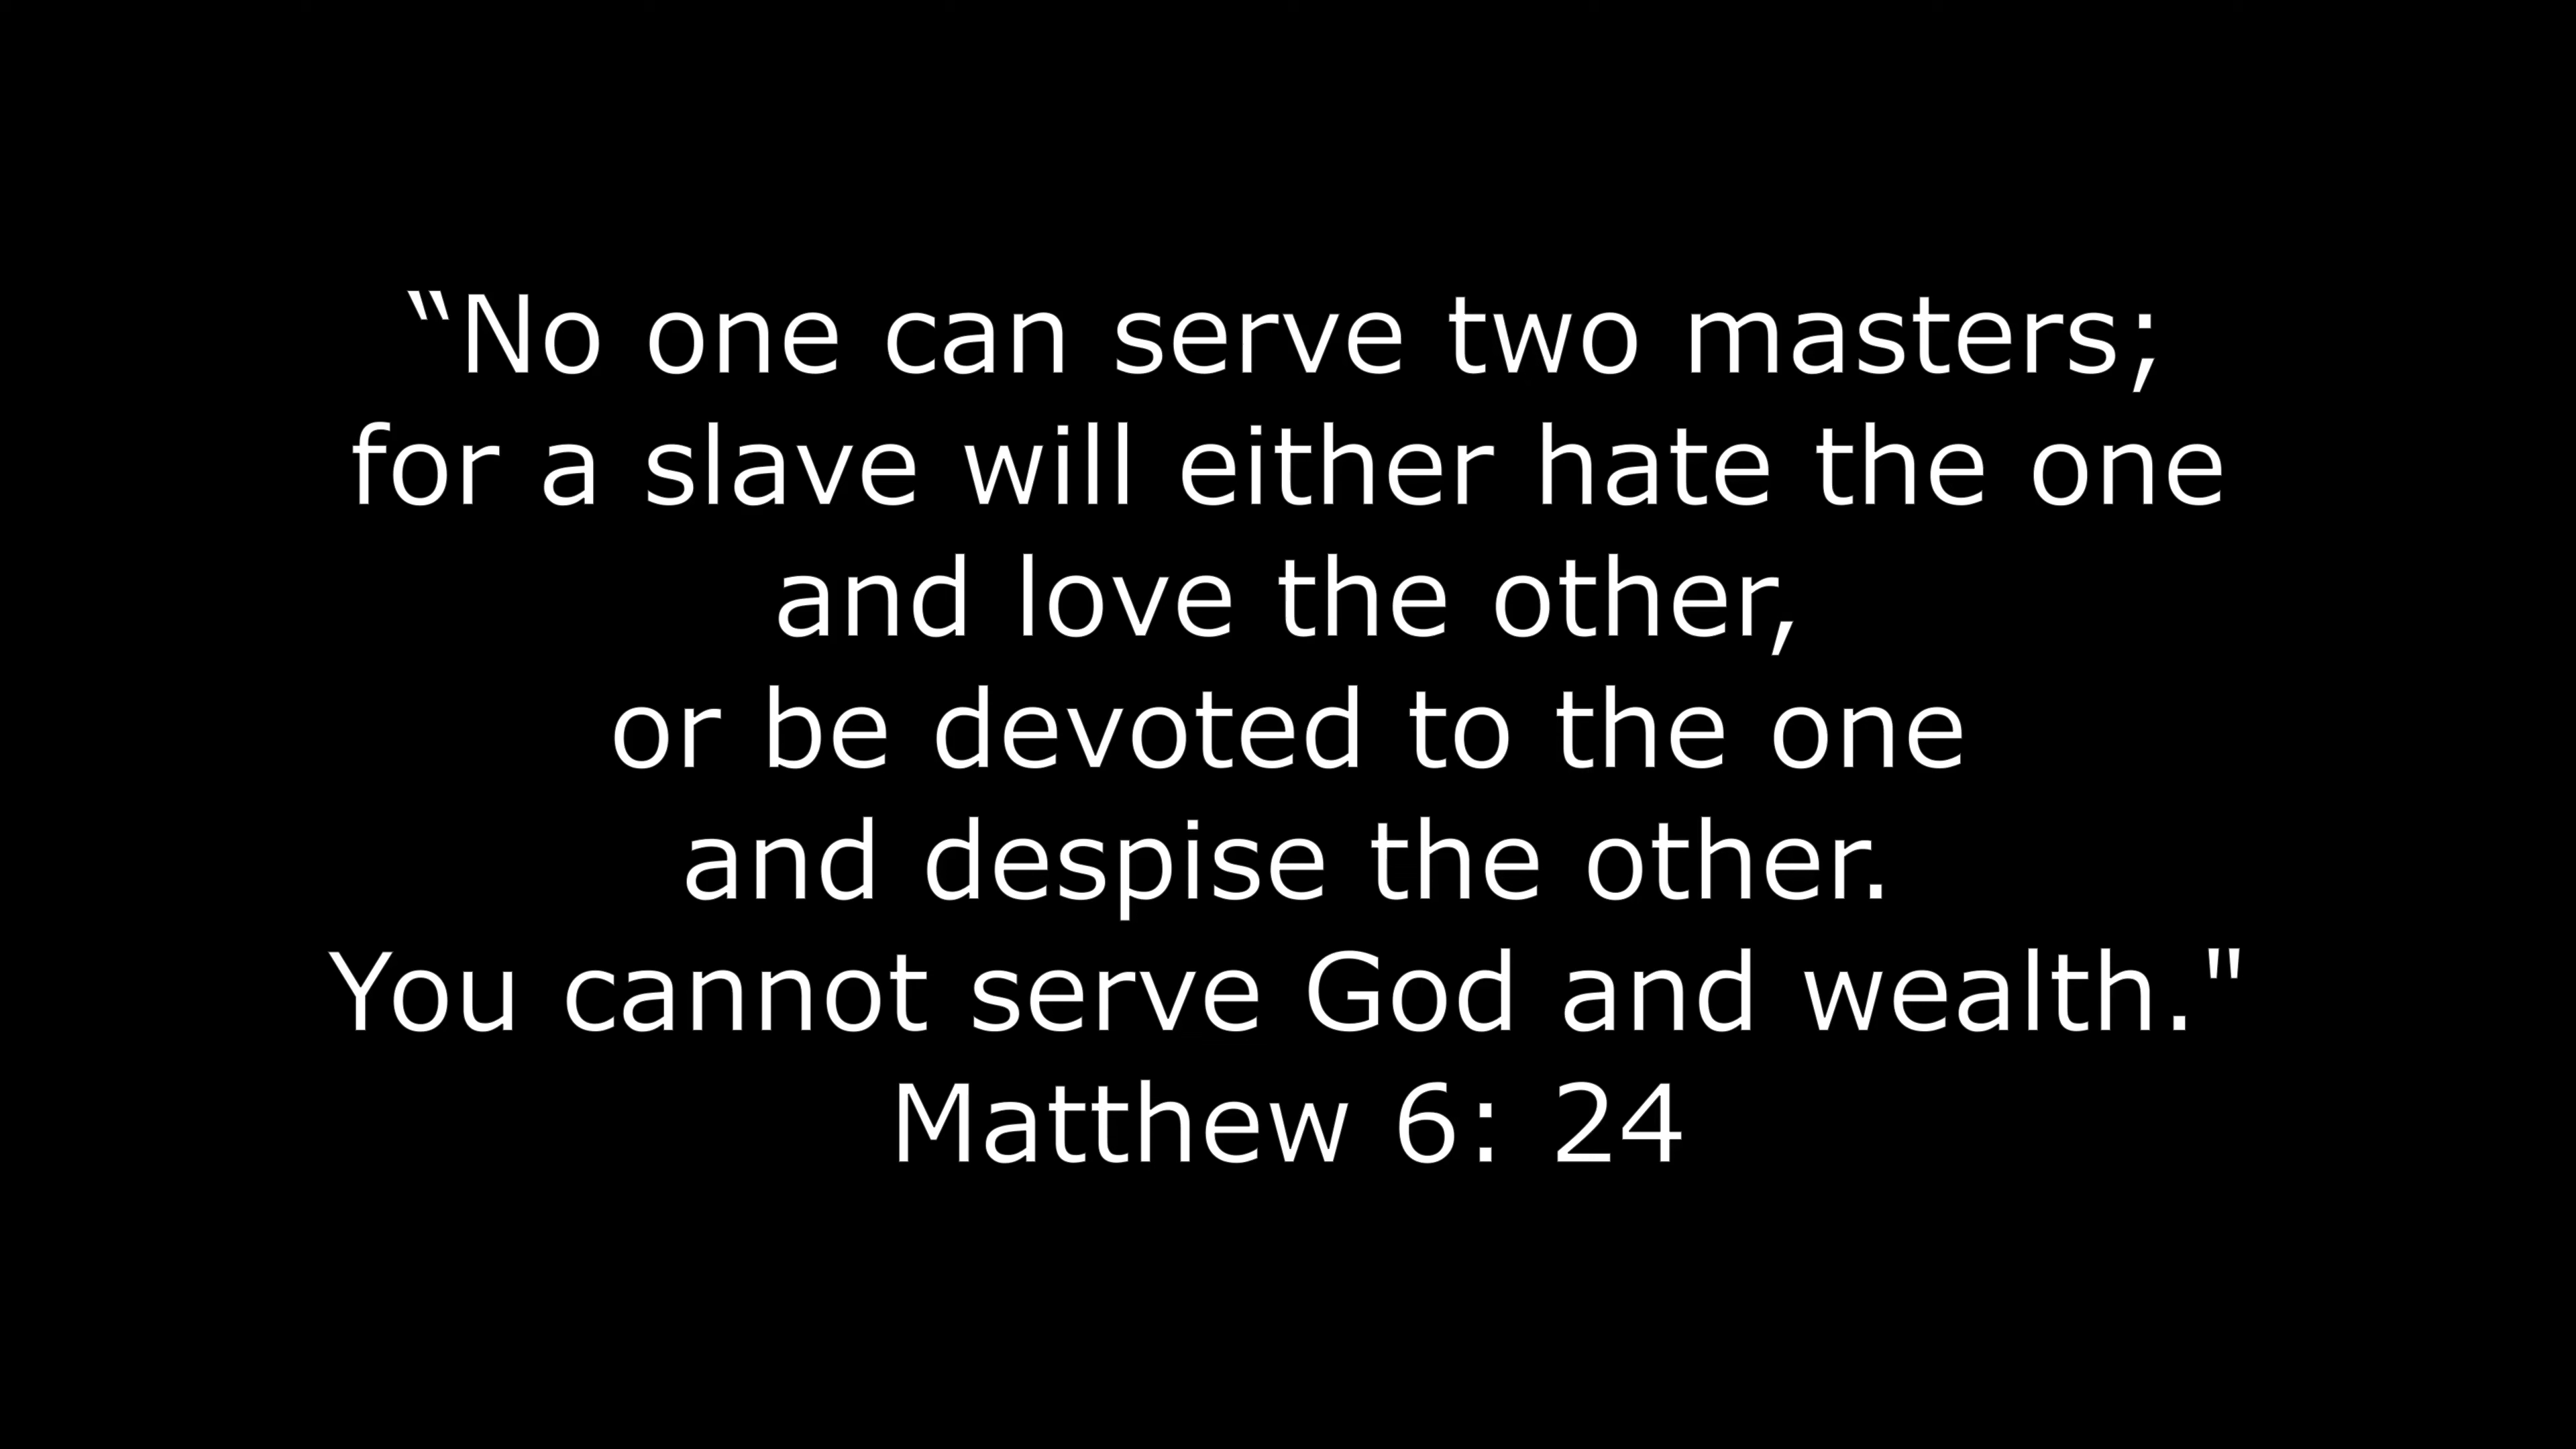 “No one can serve two masters;
for a slave will either hate the one
and love the other,
or be devoted to the one
and despise the other.
You cannot serve God and wealth."
Matthew 6: 24